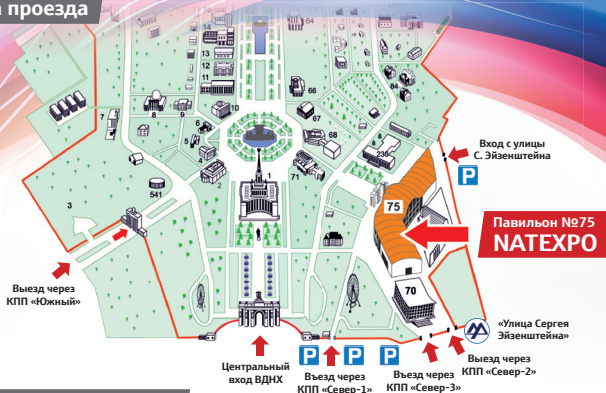 а проезда
64
14
13
12
11
10
66
84
67
7
8
9
6
5
4
68
230
2
1
71
541
3
75
70
Вход с улицы
С. Эйзенштейна
P
Павильон №75
NATEXPO
Выезд через
КПП «Южный»
«Улица Сергея
Эйзенштейна»
P
P
P
Центральный
вход ВДНХ
Въезд через
КПП «Север-1»
Въезд через
КПП «Север-3»
Выезд через
КПП «Север-2»